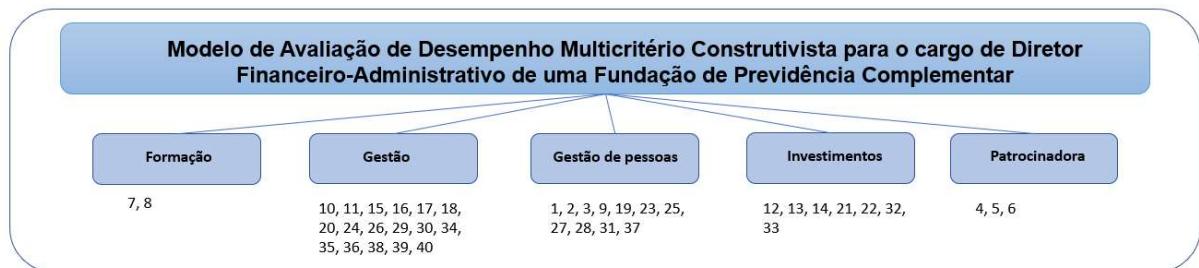 Modelo de Avaliação de Desempenho Multicritério Construtivista para o cargo de Diretor
Financeiro-Administrativo de uma Fundação de Previdência Complementar
Formação
Gestão
Gestão de pessoas
Investimentos
Patrocinadora
7, 8
10, 11, 15, 16, 17, 18,
20, 24, 26, 29, 30, 34,
35, 36, 38, 39, 40
1, 2, 3, 9, 19, 23, 25,
27, 28, 31, 37
12, 13, 14, 21, 22, 32,
33
4, 5, 6